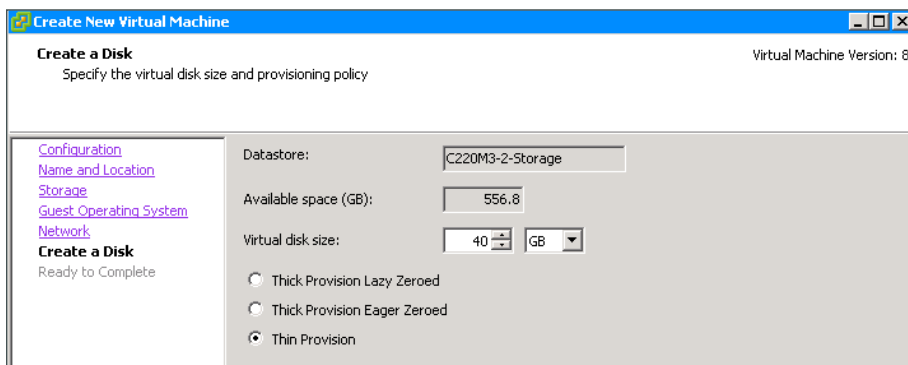 Create New Virtual Machine
Create a Disk
Specify the virtual disk size and provisioning policy
Virtual Machine Version: 8
Configuration
Name and Location
Storage
Guest Operating System
Network
Create a Disk
Ready to Complete
Datastore: C220M3-2-Storage
Available space (GB): 556.8
Virtual disk size: 40 GB
Thick Provision Lazy Zeroed
Thick Provision Eager Zeroed
Thin Provision